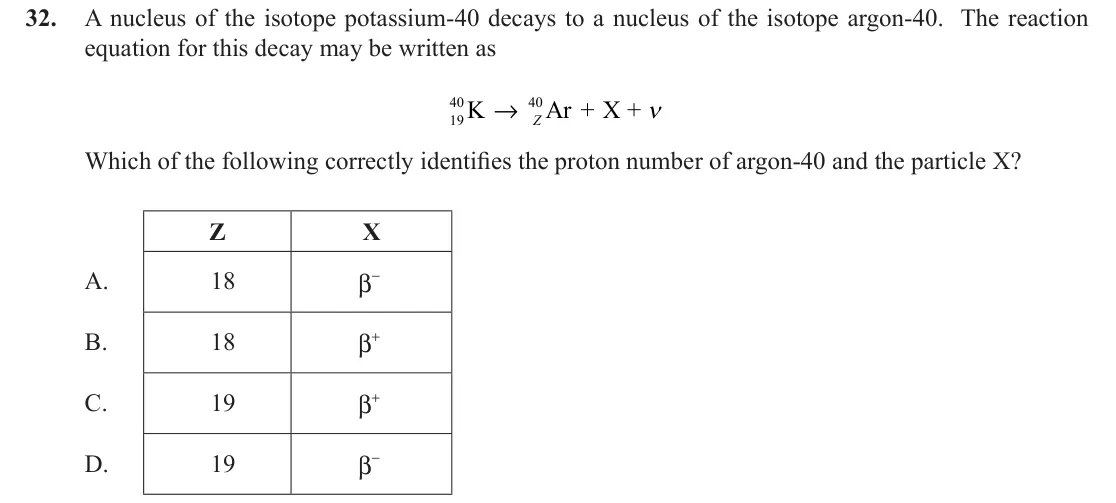 32. A nucleus of the isotope potassium-40 decays to a nucleus of the isotope argon-40. The reaction
equation for this decay may be written as
⁴⁰₁₉K → ⁴⁰_Z Ar + X + ν
Which of the following correctly identifies the proton number of argon-40 and the particle X?
Z X
A. 18 β⁻
B. 18 β⁺
C. 19 β⁺
D. 19 β⁻